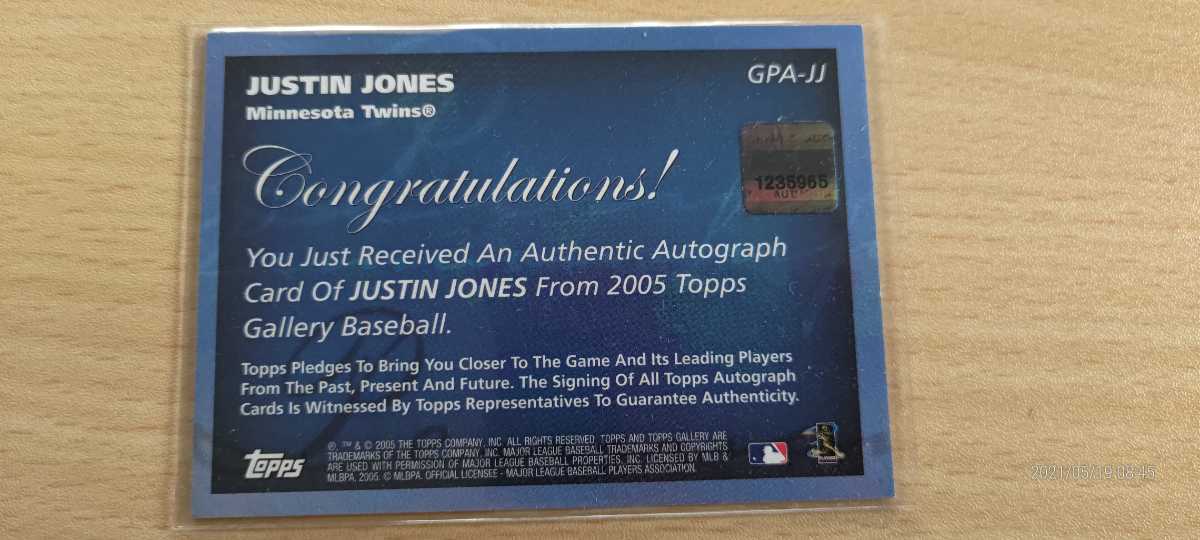 JUSTIN JONES
GPA-JJ
Minnesota Twins®
Congratulations!
1235965
You Just Received An Authentic Autograph
Card Of JUSTIN JONES From 2005 Topps
Gallery Baseball.
Topps Pledges To Bring You Closer To The Game And Its Leading Players
From The Past, Present And Future. The Signing Of All Topps Autograph
Cards Is Witnessed By Topps Representatives To Guarantee Authenticity.
topps
®, ™ & © 2005 THE TOPPS COMPANY, INC. ALL RIGHTS RESERVED. TOPPS AND TOPPS GALLERY ARE
TRADEMARKS OF THE TOPPS COMPANY, INC. MAJOR LEAGUE BASEBALL TRADEMARKS AND COPYRIGHTS
ARE USED WITH PERMISSION OF MAJOR LEAGUE BASEBALL PROPERTIES, INC. LICENSED BY MLB &
MLBPA, 2005. © MLBPA. OFFICIAL LICENSEE - MAJOR LEAGUE BASEBALL PLAYERS ASSOCIATION.
2021/05/19 08:45